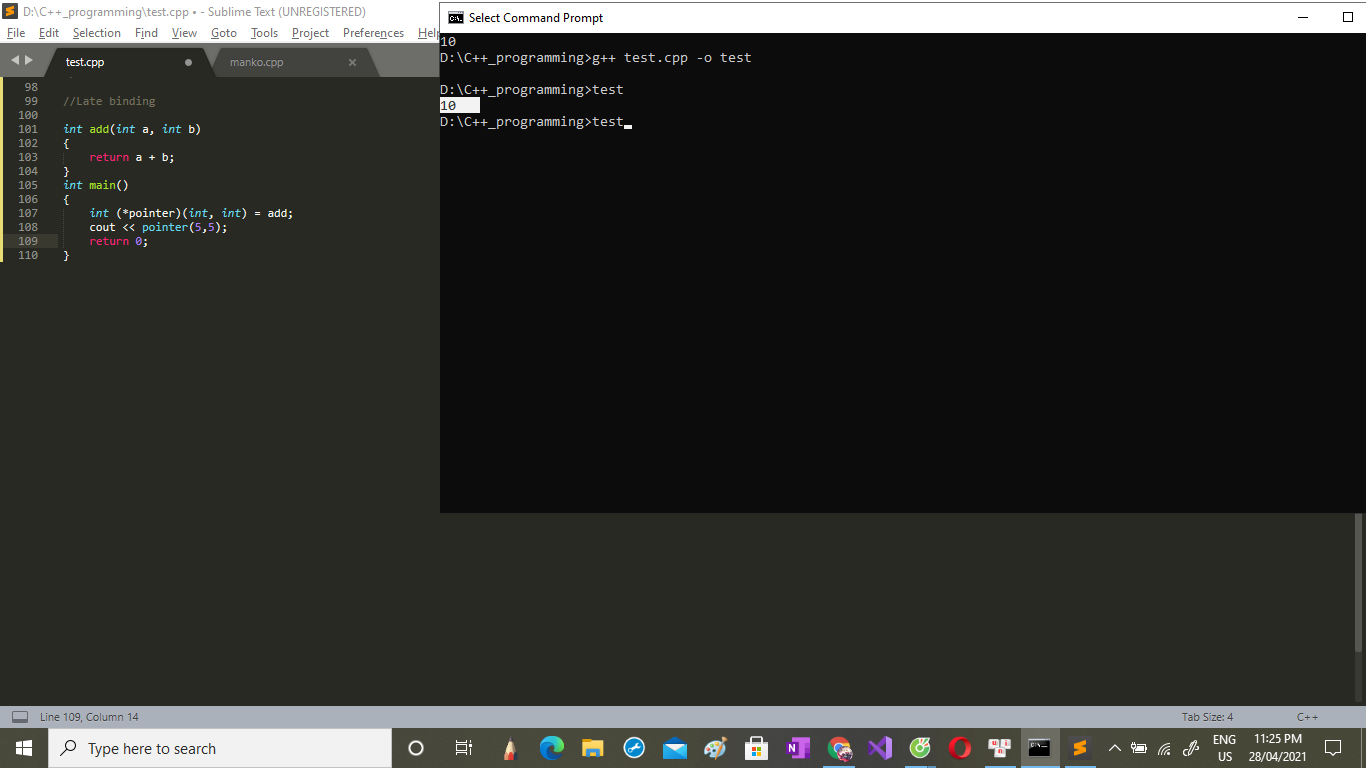 D:\C++_programming\test.cpp • - Sublime Text (UNREGISTERED)
File Edit Selection Find View Goto Tools Project Preferences Help
test.cpp
manko.cpp
98
99 //Late binding
100
101 int add(int a, int b)
102 {
103 return a + b;
104 }
105 int main()
106 {
107 int (*pointer)(int, int) = add;
108 cout << pointer(5,5);
109 return 0;
110 }
Select Command Prompt
10
D:\C++_programming>g++ test.cpp -o test
D:\C++_programming>test
10
D:\C++_programming>test
Line 109, Column 14
Tab Size: 4
C++
Type here to search
ENG
US
11:25 PM
28/04/2021